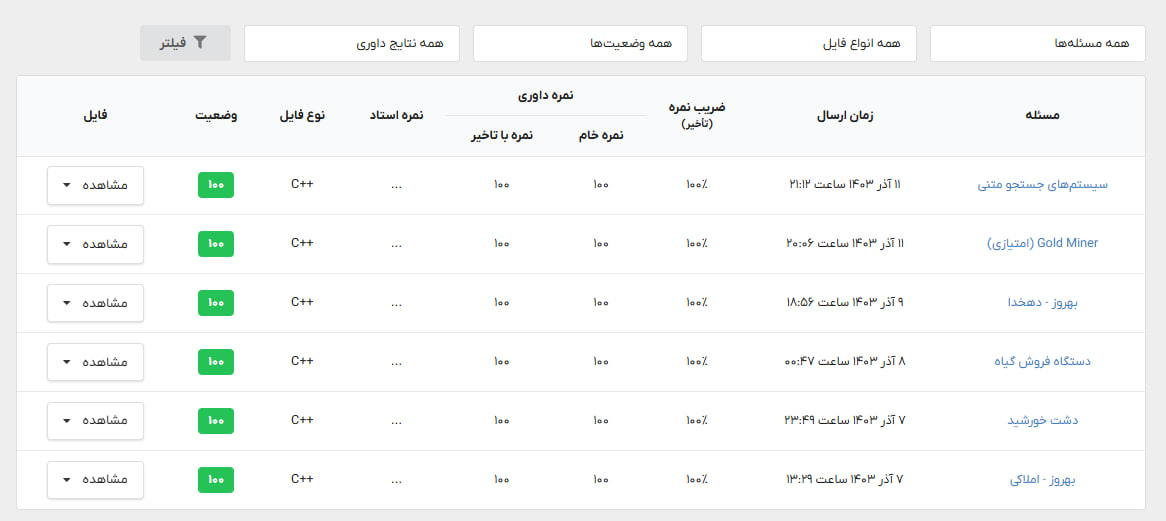 همه مسئله‌ها همه انواع فایل همه وضعیت‌ها همه نتایج داوری فیلتر
مسئله زمان ارسال ضریب نمره (تأخیر) نمره داوری نمره استاد نوع فایل وضعیت فایل
نمره خام نمره با تاخیر
سیستم‌های جستجو متنی ۱۱ آذر ۱۴۰۳ ساعت ۲۱:۱۲ ۱۰۰٪ ۱۰۰ ۱۰۰ ... C++ ۱۰۰ مشاهده
Gold Miner (امتیازی) ۱۱ آذر ۱۴۰۳ ساعت ۲۰:۰۶ ۱۰۰٪ ۱۰۰ ۱۰۰ ... C++ ۱۰۰ مشاهده
بهروز - دهخدا ۹ آذر ۱۴۰۳ ساعت ۱۸:۵۶ ۱۰۰٪ ۱۰۰ ۱۰۰ ... C++ ۱۰۰ مشاهده
دستگاه فروش گیاه ۸ آذر ۱۴۰۳ ساعت ۰۰:۴۷ ۱۰۰٪ ۱۰۰ ۱۰۰ ... C++ ۱۰۰ مشاهده
دشت خورشید ۷ آذر ۱۴۰۳ ساعت ۲۳:۴۹ ۱۰۰٪ ۱۰۰ ۱۰۰ ... C++ ۱۰۰ مشاهده
بهروز - املاکی ۷ آذر ۱۴۰۳ ساعت ۱۳:۲۹ ۱۰۰٪ ۱۰۰ ۱۰۰ ... C++ ۱۰۰ مشاهده